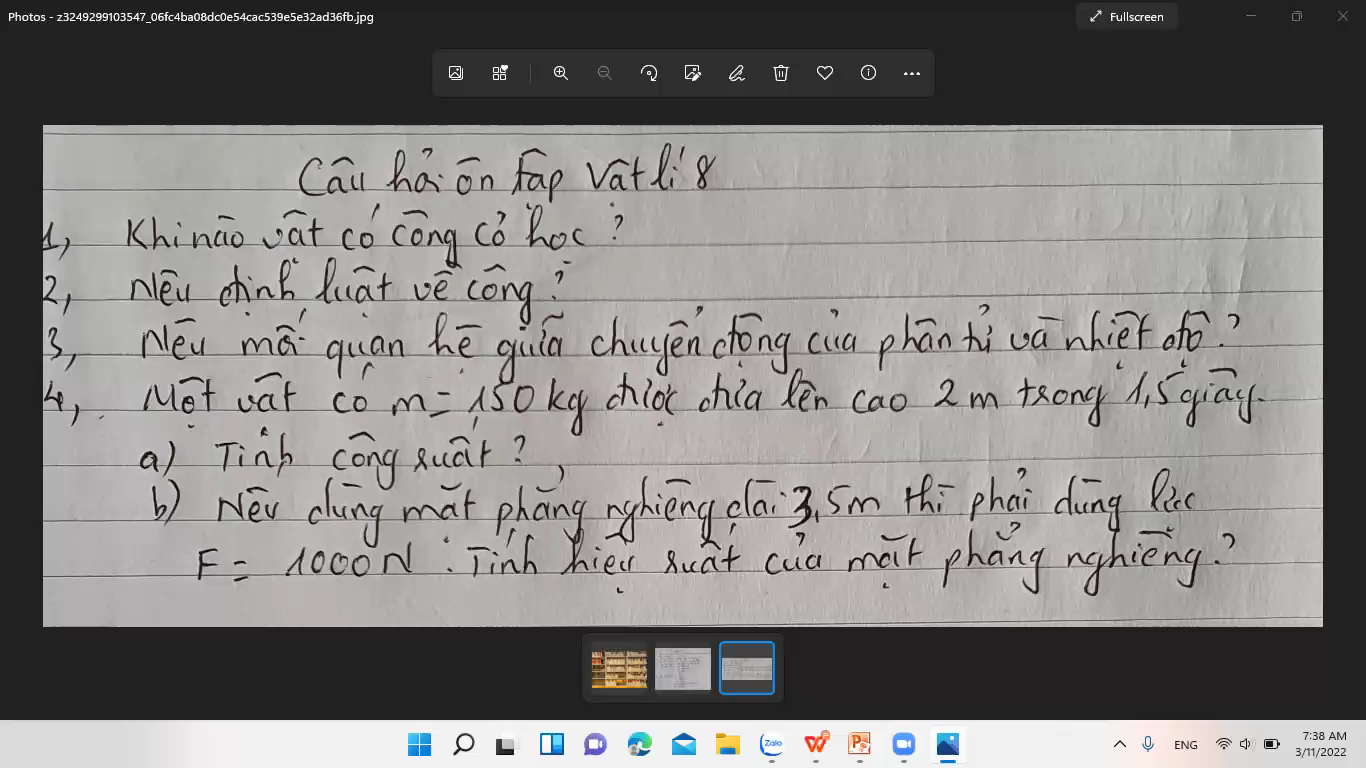 Photos - z3249299103547_06fc4ba08dc0e54cac539e5e32ad36fb.jpg
Fullscreen
Câu hỏi ôn tập Vật lí 8
1, Khi nào vật có công cơ học ?
2, Nêu định luật về công ?
3, Nêu mối quan hệ giữa chuyển động của phân tử và nhiệt độ ?
4, Một vật có m = 150 kg được đưa lên cao 2 m trong 1,5 giây.
a) Tính công suất ?
b) Nếu dùng mặt phẳng nghiêng dài 3,5m thì phải dùng lực
F = 1000N . Tính hiệu suất của mặt phẳng nghiêng ?
Zalo
ENG
7:38 AM
3/11/2022